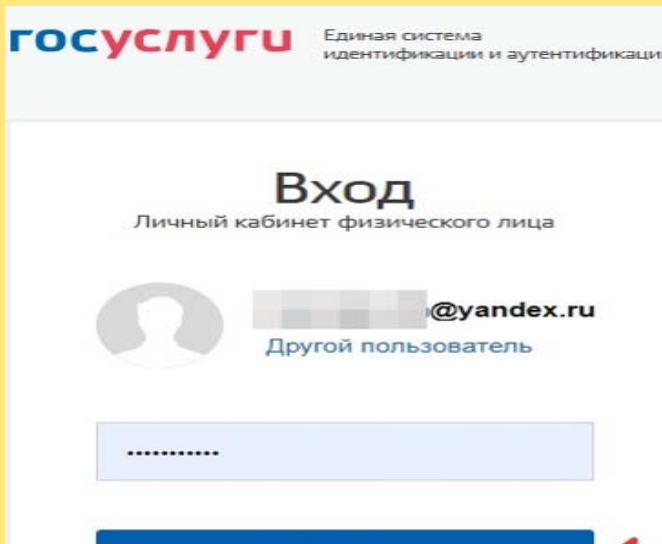 госуслуги
Единая система
идентификации и аутентификаци
Вход
Личный кабинет физического лица
@yandex.ru
Другой пользователь